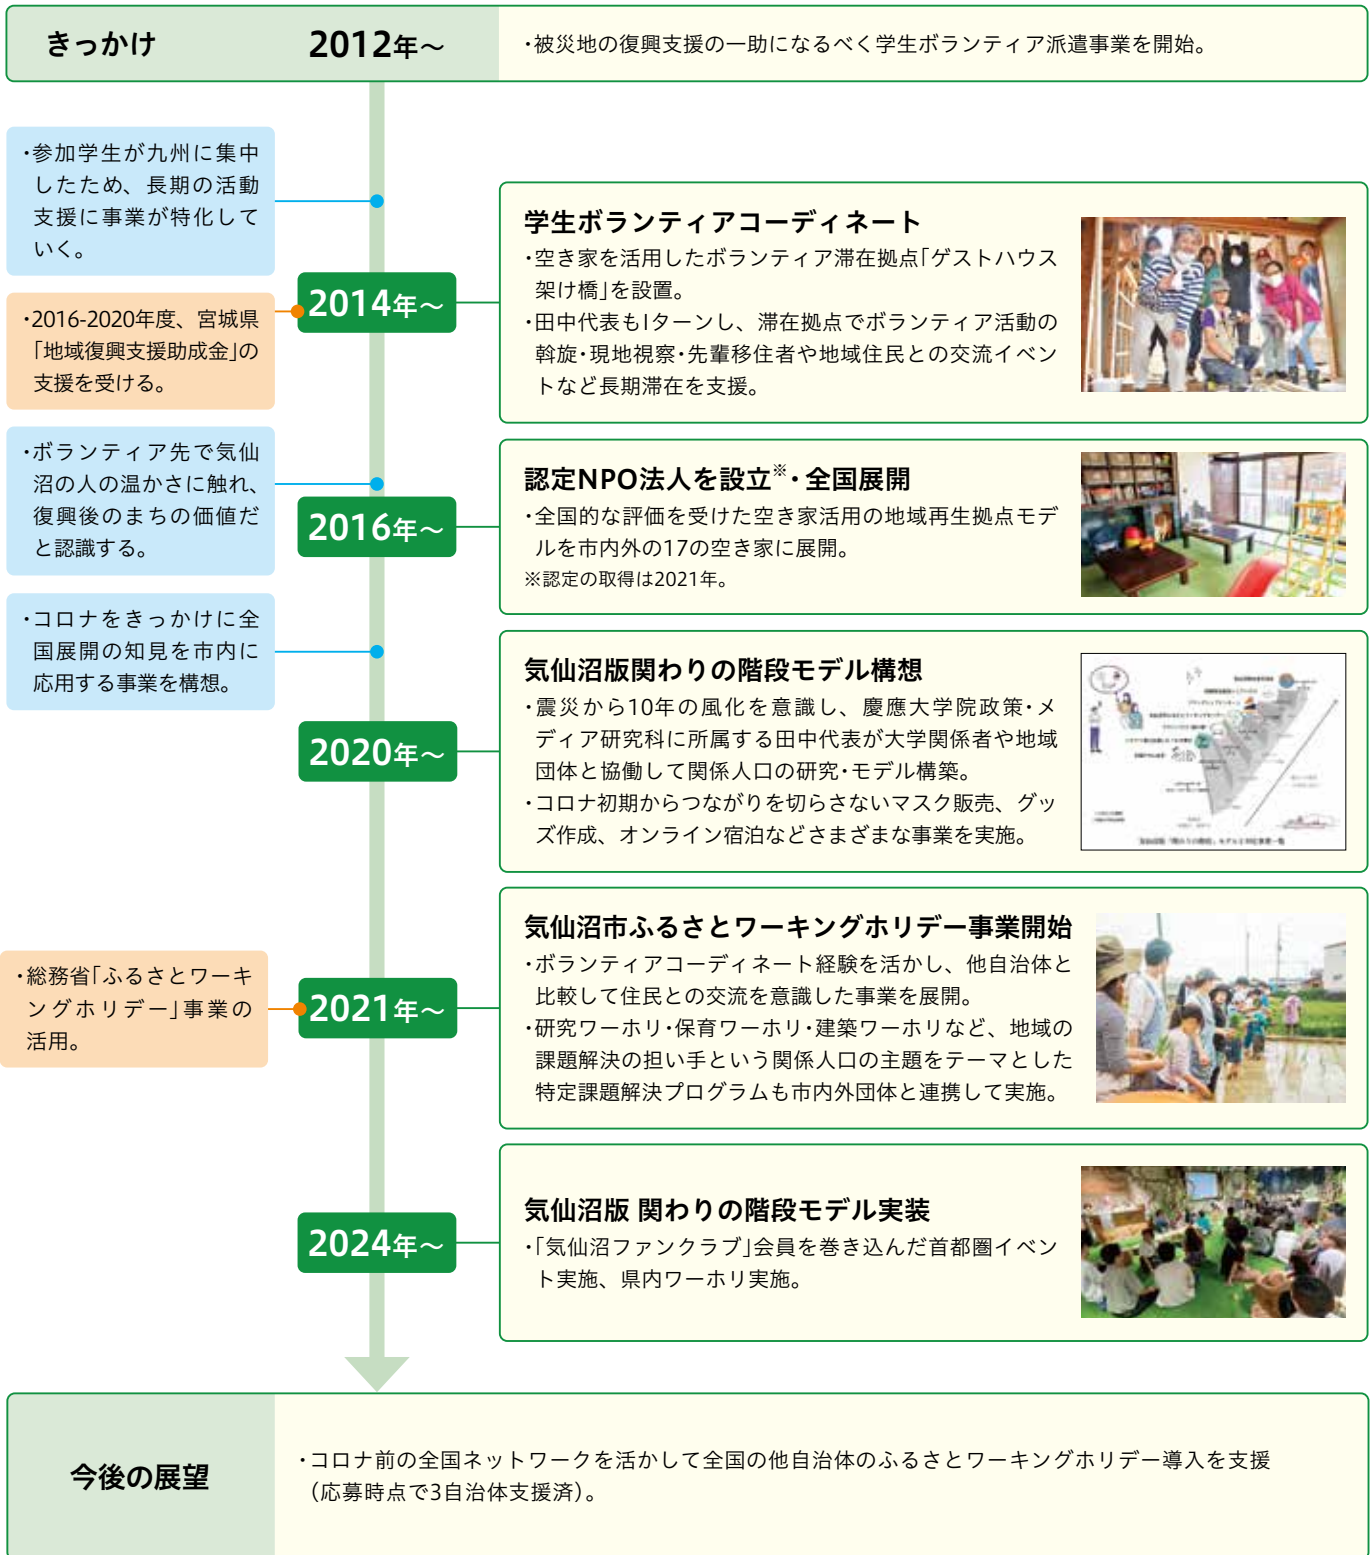 きっかけ 2012年～
・被災地の復興支援の一助になるべく学生ボランティア派遣事業を開始。
・参加学生が九州に集中
したため、長期の活動
支援に事業が特化して
いく。
2014年～
学生ボランティアコーディネート
・空き家を活用したボランティア滞在拠点「ゲストハウス
架け橋」を設置。
・田中代表もIターンし、滞在拠点でボランティア活動の
斡旋・現地視察・先輩移住者や地域住民との交流イベン
トなど長期滞在を支援。
・2016-2020年度、宮城県
「地域復興支援助成金」の
支援を受ける。
・ボランティア先で気仙
沼の人の温かさに触れ、
復興後のまちの価値だ
と認識する。
2016年～
認定NPO法人を設立※・全国展開
・全国的な評価を受けた空き家活用の地域再生拠点モデ
ルを市内外の17の空き家に展開。
※認定の取得は2021年。
・コロナをきっかけに全
国展開の知見を市内に
応用する事業を構想。
2020年～
気仙沼版関わりの階段モデル構想
・震災から10年の風化を意識し、慶應大学院政策・メ
ディア研究科に所属する田中代表が大学関係者や地域
団体と協働して関係人口の研究・モデル構築。
・コロナ初期からつながりを切らさないマスク販売、グッ
ズ作成、オンライン宿泊などさまざまな事業を実施。
・総務省「ふるさとワーキ
ングホリデー」事業の
活用。
2021年～
気仙沼市ふるさとワーキングホリデー事業開始
・ボランティアコーディネート経験を活かし、他自治体と
比較して住民との交流を意識した事業を展開。
・研究ワーホリ・保育ワーホリ・建築ワーホリなど、地域の
課題解決の担い手という関係人口の主題をテーマとした
特定課題解決プログラムも市内外団体と連携して実施。
2024年～
気仙沼版 関わりの階段モデル実装
・「気仙沼ファンクラブ」会員を巻き込んだ首都圏イベン
ト実施、県内ワーホリ実施。
今後の展望
・コロナ前の全国ネットワークを活かして全国の他自治体のふるさとワーキングホリデー導入を支援
（応募時点で3自治体支援済）。